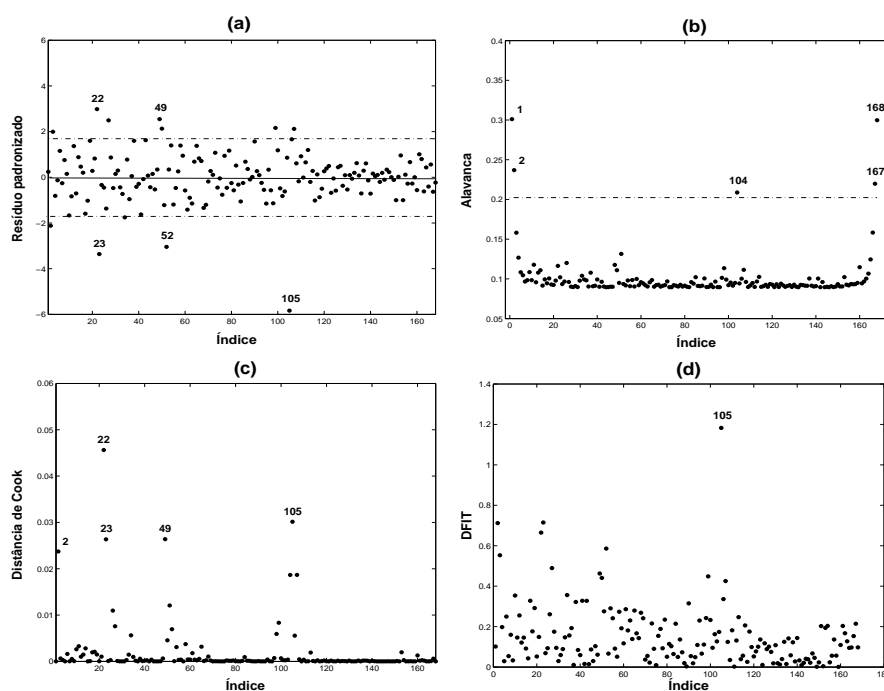 (a)
Resíduo padronizado
6
4
2
0
−2
−4
−6
22
49
23
52
105
20 40 60 80 100 120 140 160
Índice
(b)
Alavanca
0.4
0.35
0.3
0.25
0.2
0.15
0.1
0.05
1
2
104
168
167
0 20 40 60 80 100 120 140 160
Índice
(c)
Distância de Cook
0.06
0.05
0.04
0.03
0.02
0.01
0
2
22
23
49
105
20 40 60 80 100 120 140 160
Índice
(d)
DFIT
1.4
1.2
1
0.8
0.6
0.4
0.2
0
105
0 20 40 60 80 100 120 140 160 180
Índice